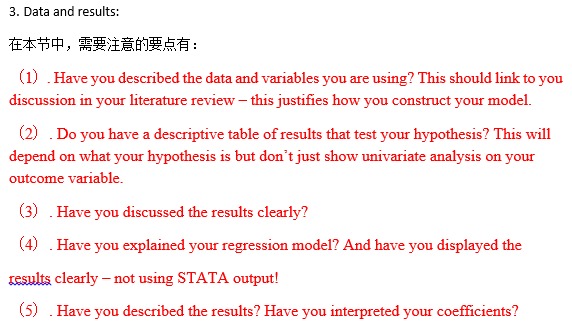 3. Data and results:
在本节中，需要注意的要点有：
（1）. Have you described the data and variables you are using? This should link to you
discussion in your literature review – this justifies how you construct your model.
（2）. Do you have a descriptive table of results that test your hypothesis? This will
depend on what your hypothesis is but don’t just show univariate analysis on your
outcome variable.
（3）. Have you discussed the results clearly?
（4）. Have you explained your regression model? And have you displayed the
results clearly – not using STATA output!
（5）. Have you described the results? Have you interpreted your coefficients?